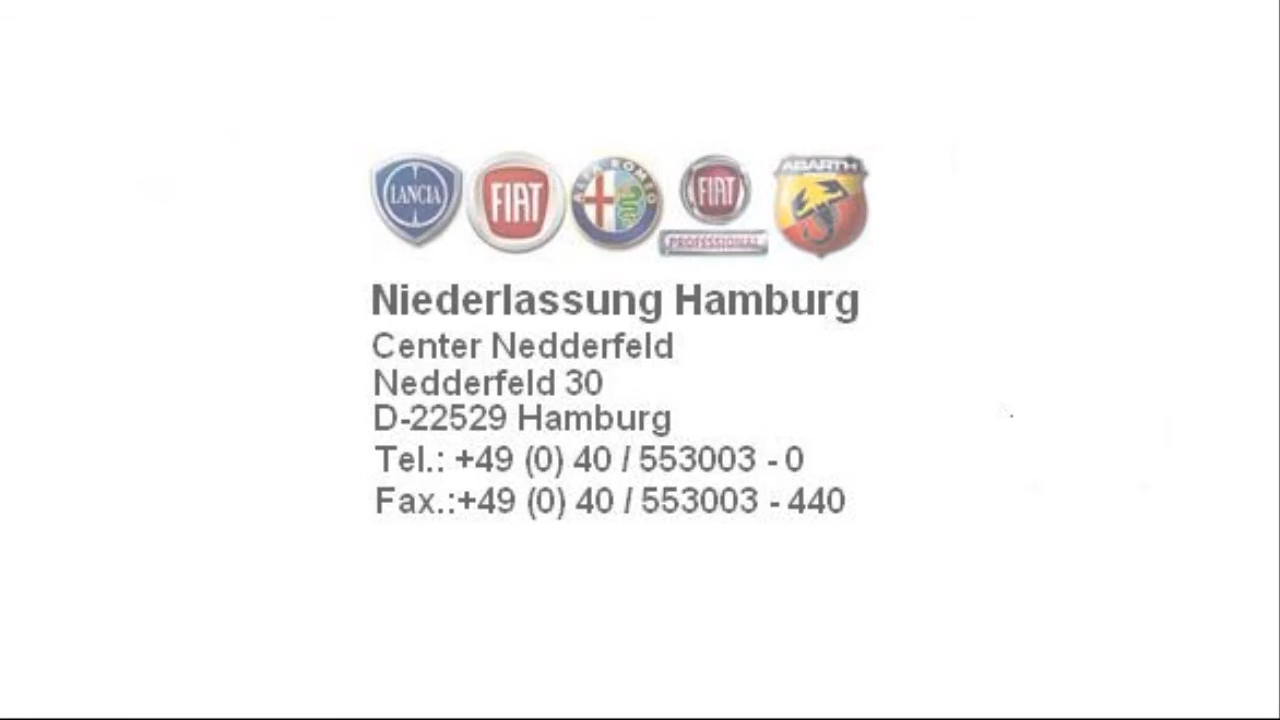 LANCIA FIAT ALFA ROMEO FIAT PROFESSIONAL ABARTH
Niederlassung Hamburg
Center Nedderfeld
Nedderfeld 30
D-22529 Hamburg
Tel.: +49 (0) 40 / 553003 - 0
Fax.:+49 (0) 40 / 553003 - 440